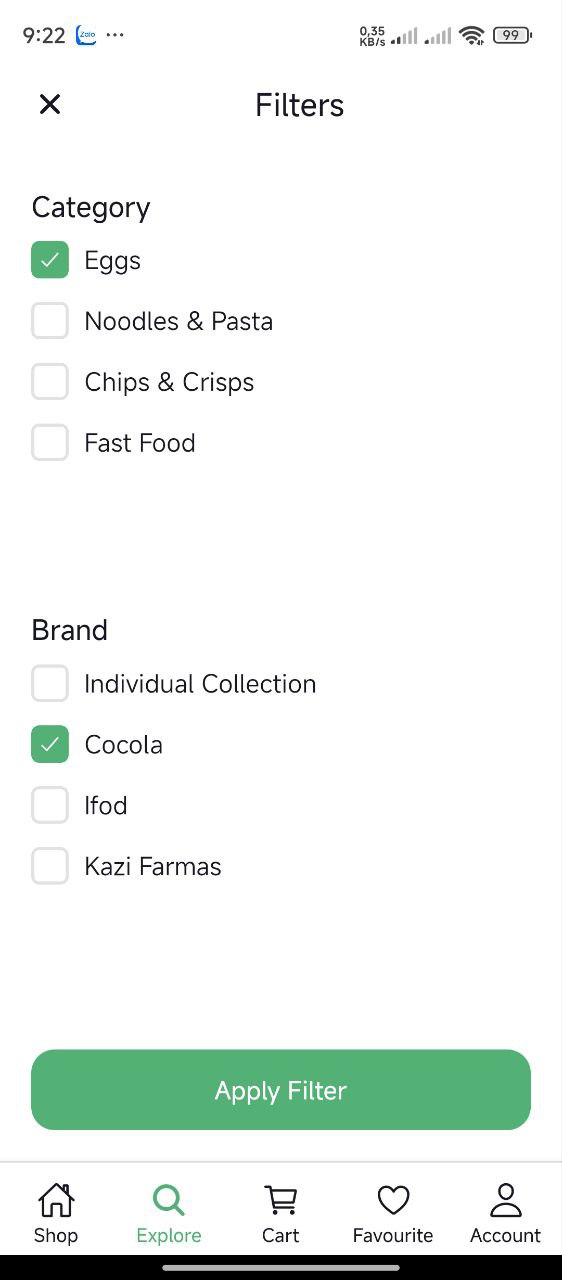 9:22 Zalo ... 0,35 KB/s 99
Filters
Category
Eggs
Noodles & Pasta
Chips & Crisps
Fast Food
Brand
Individual Collection
Cocola
Ifod
Kazi Farmas
Apply Filter
Shop Explore Cart Favourite Account